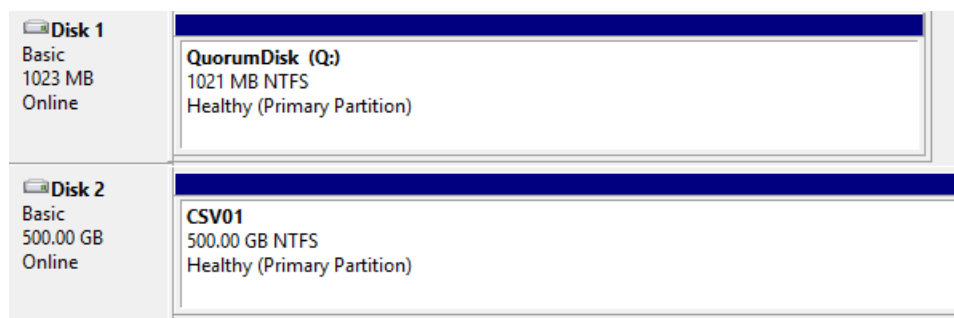 Disk 1
Basic
1023 MB
Online
QuorumDisk (Q:)
1021 MB NTFS
Healthy (Primary Partition)
Disk 2
Basic
500.00 GB
Online
CSV01
500.00 GB NTFS
Healthy (Primary Partition)